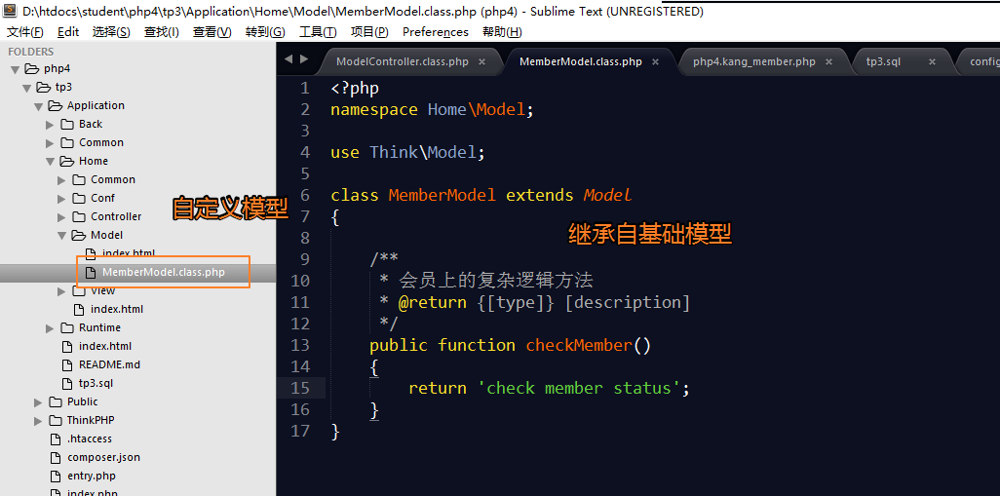 D:\htdocs\student\php4\tp3\Application\Home\Model\MemberModel.class.php (php4) - Sublime Text (UNREGISTERED)
文件(F) Edit 选择(S) 查找(I) 查看(V) 转到(G) 工具(T) 项目(P) Preferences 帮助(H)
FOLDERS
php4
tp3
Application
Back
Common
Home
Common
Conf
Controller
Model
index.html
MemberModel.class.php
View
index.html
Runtime
index.html
README.md
tp3.sql
Public
ThinkPHP
.htaccess
composer.json
entry.php
index.php
自定义模型
ModelController.class.php × MemberModel.class.php × php4.kang_member.php × tp3.sql × config
1 <?php
2 namespace Home\Model;
3
4 use Think\Model;
5
6 class MemberModel extends Model
7 {
8
继承自基础模型
9 /**
10 * 会员上的复杂逻辑方法
11 * @return {[type]} [description]
12 */
13 public function checkMember()
14 {
15 return 'check member status';
16 }
17 }